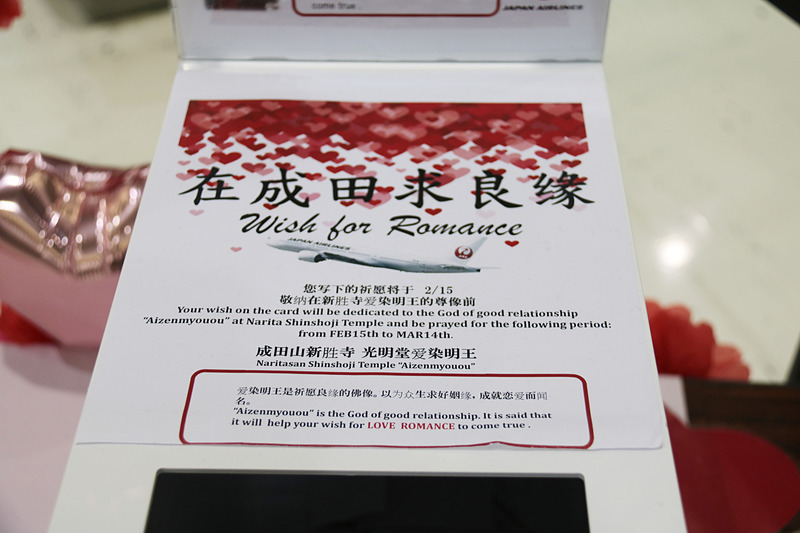 come true .
JAPAN AIRLINES
在成田求良缘
Wish for Romance
JAPAN AIRLINES
您写下的祈愿将于 2/15
敬纳在新胜寺爱染明王的尊像前
Your wish on the card will be dedicated to the God of good relationship
“Aizenmyouou” at Narita Shinshoji Temple and be prayed for the following period:
from FEB15th to MAR14th.
成田山新胜寺 光明堂爱染明王
Naritasan Shinshoji Temple “Aizenmyouou”
爱染明王是祈愿良缘的佛像。以为众生求好姻缘，成就恋爱而闻
名。
“Aizenmyouou” is the God of good relationship. It is said that
it will help your wish for LOVE ROMANCE to come true .